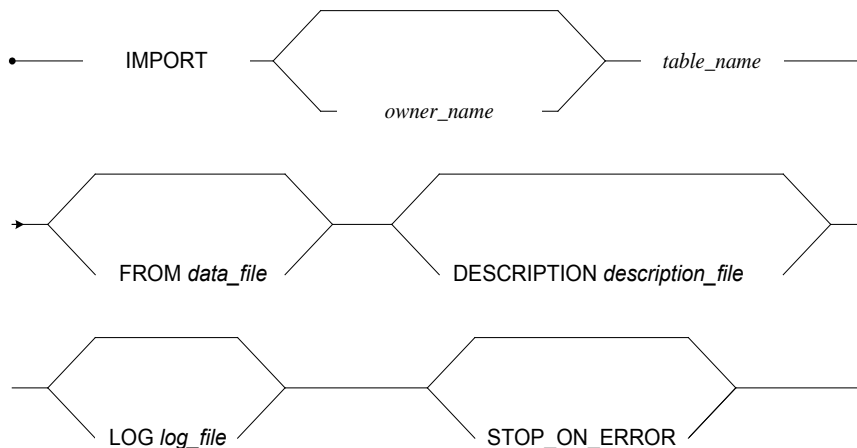 IMPORT table_name
owner_name
FROM data_file DESCRIPTION description_file
LOG log_file STOP_ON_ERROR